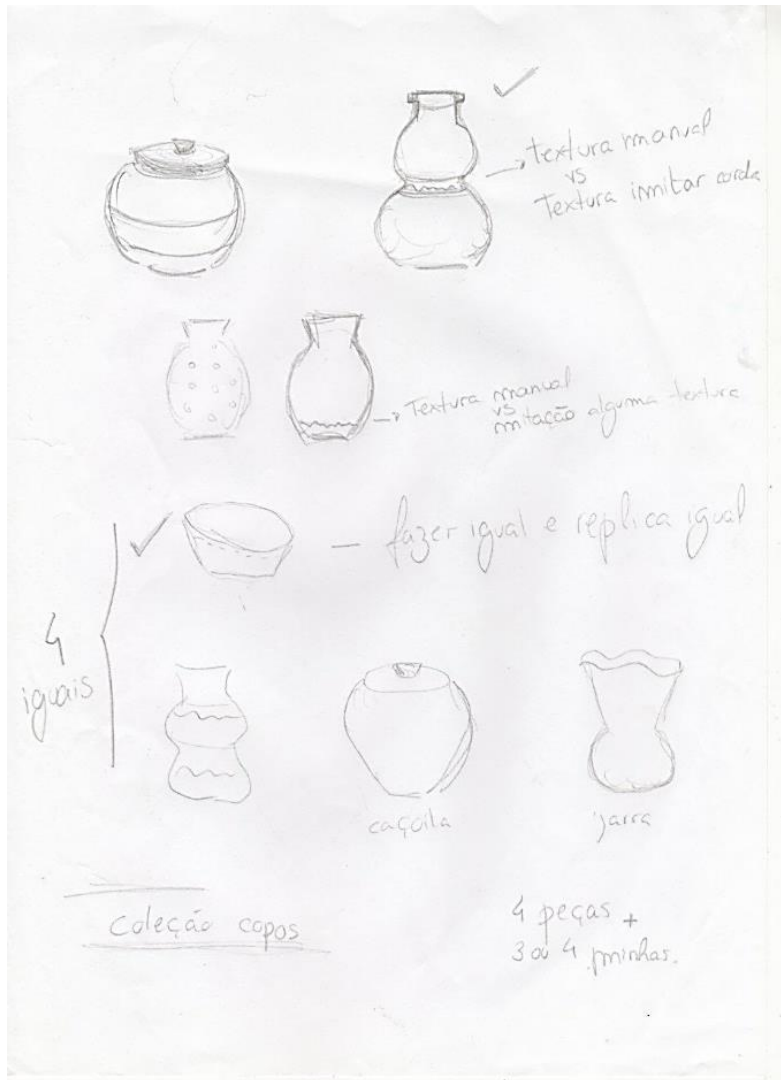 textura manual
vs
Textura imitar corda
Textura manual
vs
imitação alguma textura
fazer igual e replica igual
4
iguais
caçoila
jarra
Coleção copos
4 peças +
3 ou 4 minhas.